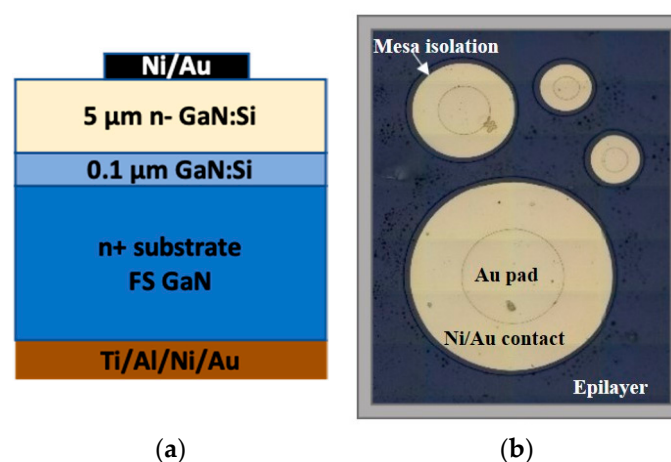 Ni/Au
5 μm n- GaN:Si
0.1 μm GaN:Si
n+ substrate
FS GaN
Ti/Al/Ni/Au
(a)
Mesa isolation
Au pad
Ni/Au contact
Epilayer
(b)